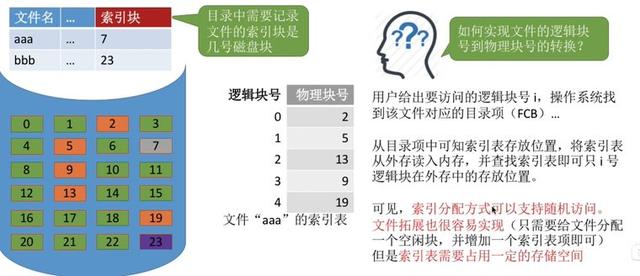 文件名 … 索引块
aaa … 7
bbb … 23
目录中需要记录
文件的索引块是
几号磁盘块
0 1 2 3
4 5 6 7
8 9 10 11
12 13 14 15
16 17 18 19
20 21 22 23
逻辑块号 物理块号
0 2
1 5
2 13
3 9
4 19
文件“aaa”的索引表
如何实现文件的逻辑块
号到物理块号的转换？
用户给出要访问的逻辑块号 i，操作系统找
到该文件对应的目录项（FCB）…
从目录项中可知索引表存放位置，将索引表
从外存读入内存，并查找索引表即可只 i 号
逻辑块在外存中的存放位置。
可见，索引分配方式可以支持随机访问。
文件拓展也很容易实现（只需要给文件分配
一个空闲块，并增加一个索引表项即可）
但是索引表需要占用一定的存储空间